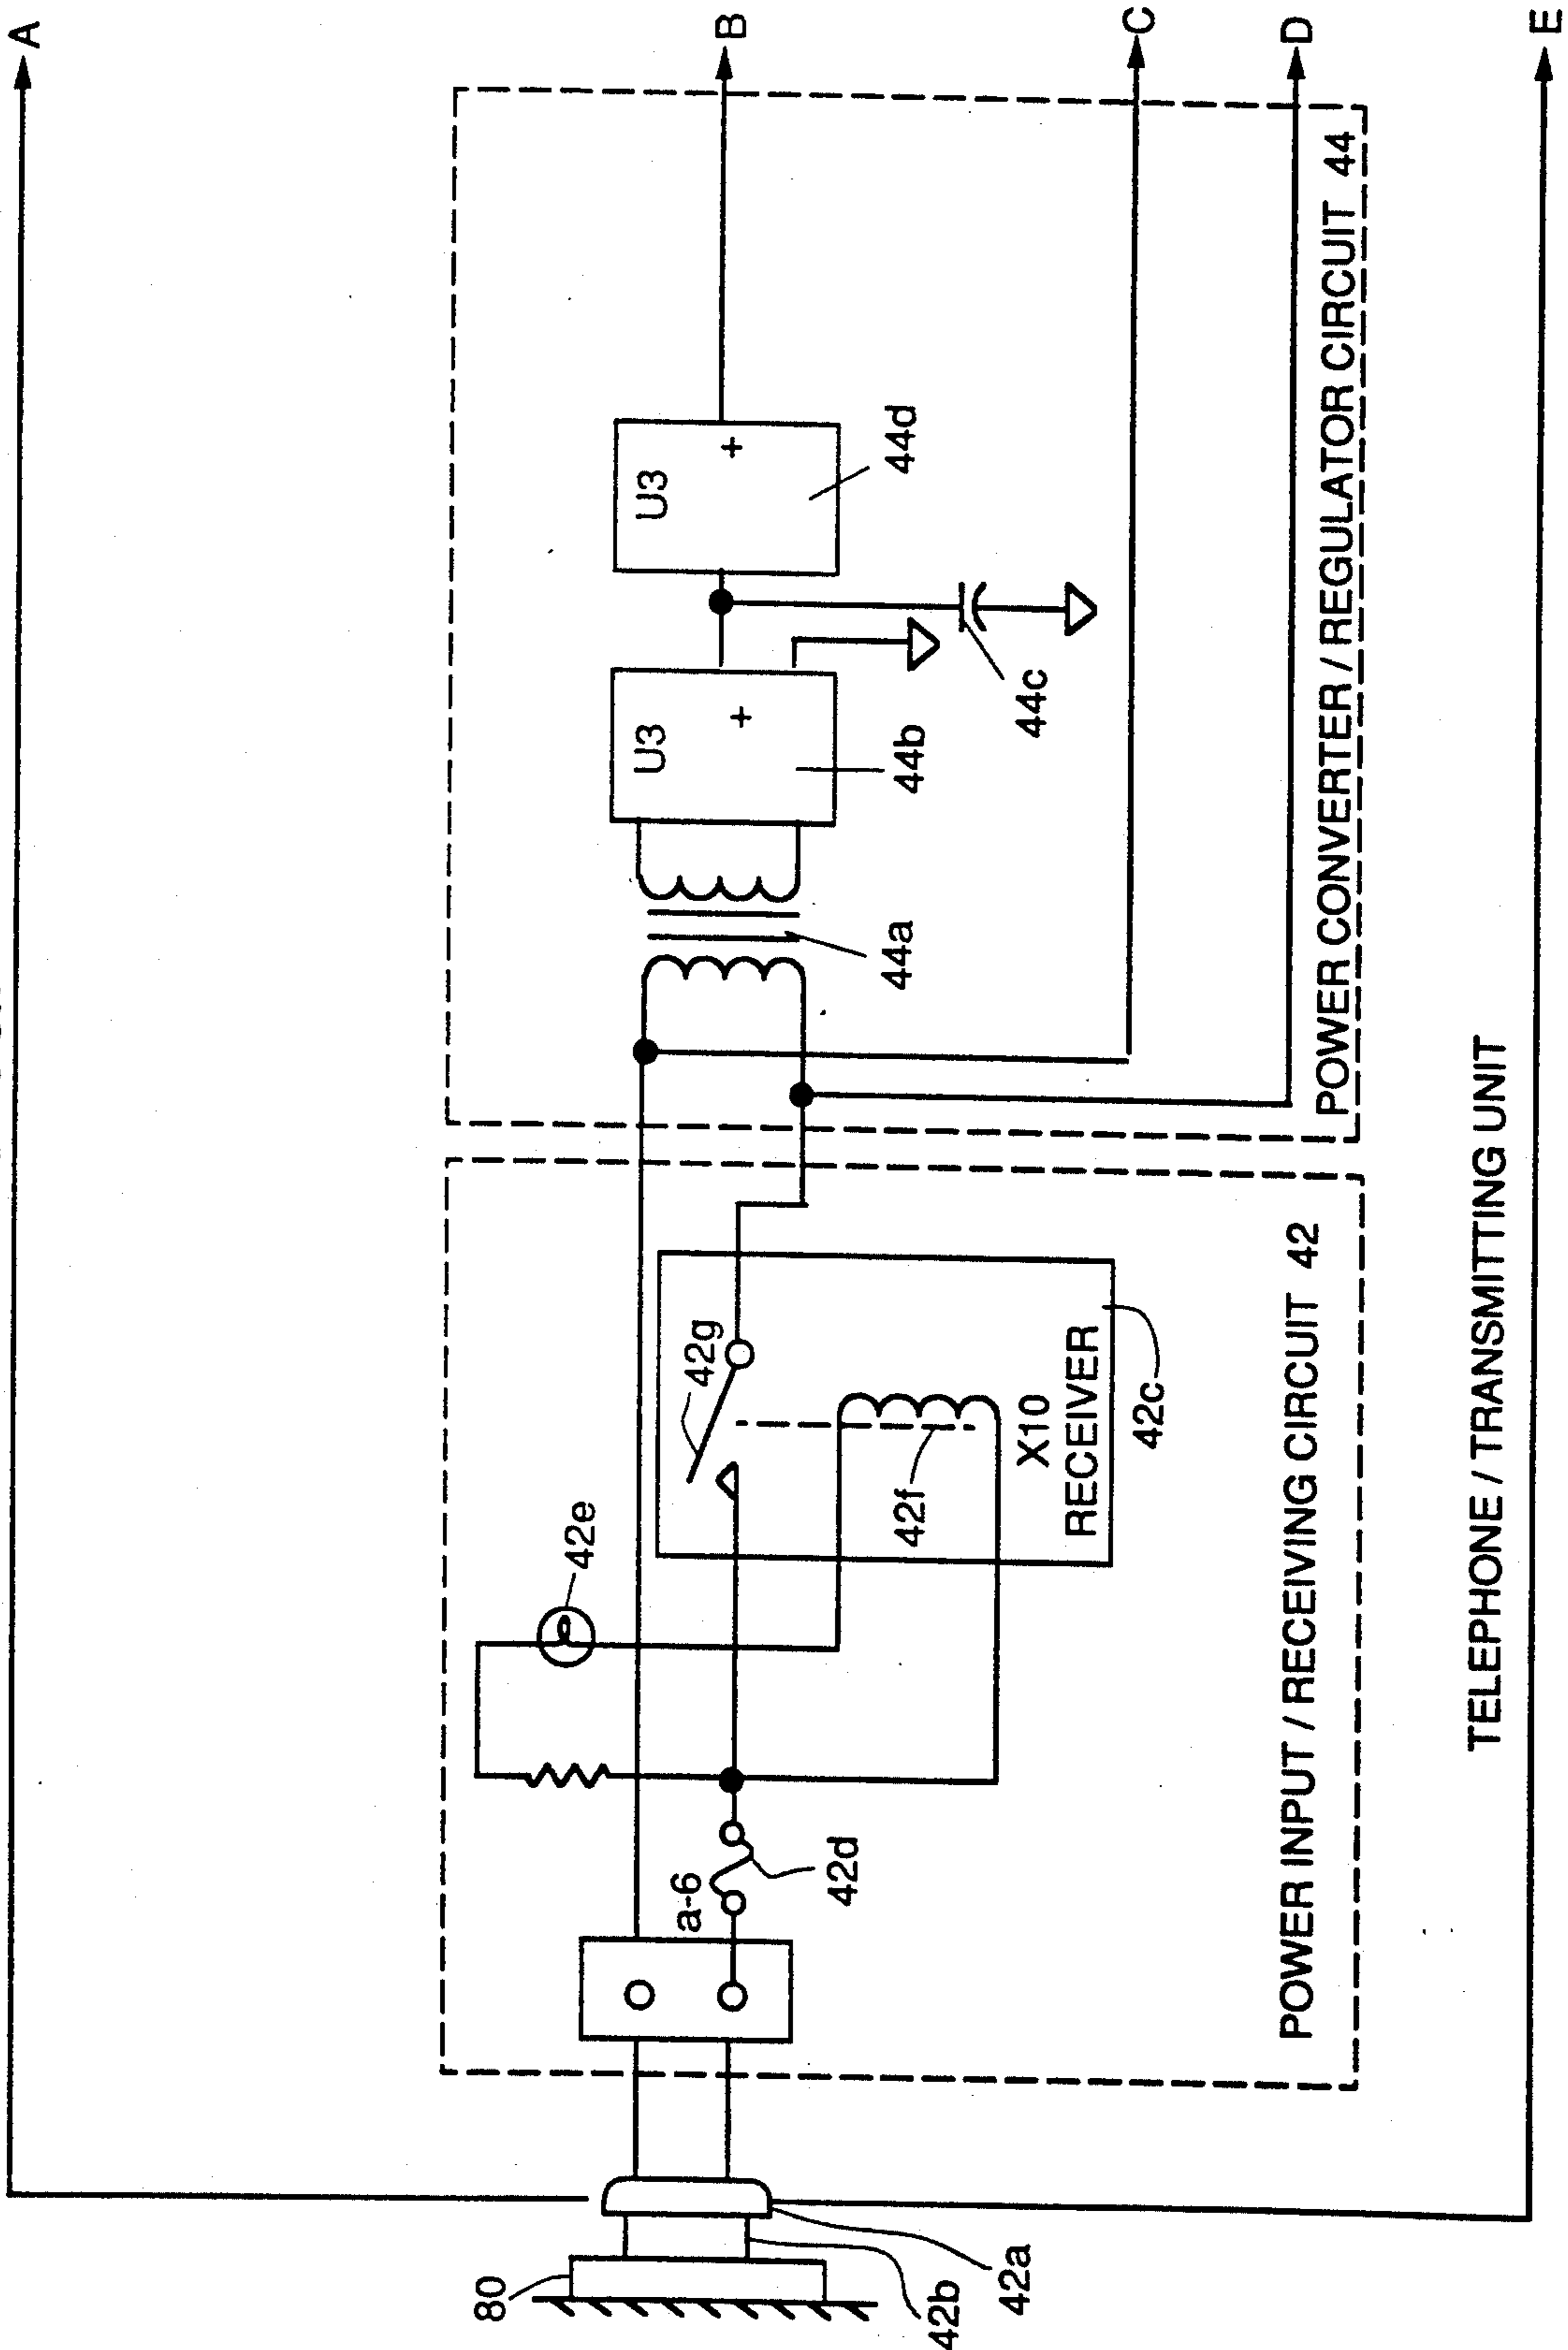 A
B
C
D
E
U3
+
44d
U3
+
44b
44c
44a
POWER CONVERTER / REGULATOR CIRCUIT 44
42g
42e
42f
X10
RECEIVER
42c
a-6
42d
POWER INPUT / RECEIVING CIRCUIT 42
80
42b
42a
TELEPHONE / TRANSMITTING UNIT